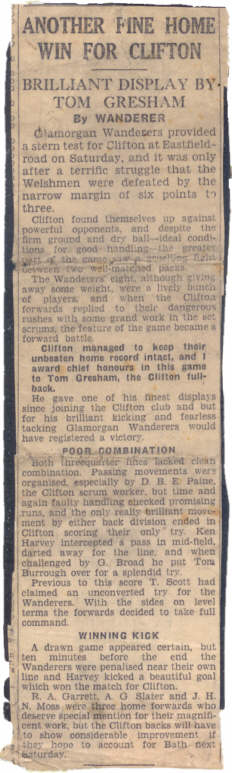 ANOTHER FINE HOME
WIN FOR CLIFTON
BRILLIANT DISPLAY BY
TOM GRESHAM
By WANDERER
Glamorgan Wanderers provided
a stern test for Clifton at Eastfield-
road on Saturday, and it was only
after a terrific struggle that the
Welshmen were defeated by the
narrow margin of six points to
three.
Clifton found themselves up against
powerful opponents, and despite the
firm ground and dry ball—ideal condi-
tions for good handling—the greater
part of the game saw a gruelling fight
between two well-matched packs.
The Wanderers' eight, although giving
away some weight, were a lively bunch
of players, and when the Clifton
forwards replied to their dangerous
rushes with some grand work in the set
scrums, the feature of the game became a
forward battle.
Clifton managed to keep their
unbeaten home record intact, and I
award chief honours in this game
to Tom Gresham, the Clifton full-
back.
He gave one of his finest displays
since joining the Clifton club and but
for his brilliant kicking and fearless
tacking Glamorgan Wanderers would
have registered a victory.
POOR COMBINATION
Both threequarter lines lacked clean
combination. Passing movements were
organised, especially by D. B. E. Paine,
the Clifton scrum worker, but time and
again faulty handling checked promising
runs, and the only really brilliant move-
ment by either back division ended in
Clifton scoring their only try. Ken
Harvey intercepted a pass in mid-field,
darted away for the line, and when
challenged by G. Broad he put Tom
Burrough over for a splendid try.
Previous to this score T. Scott had
claimed an unconverted try for the
Wanderers. With the sides on level
terms the forwards decided to take full
command.
WINNING KICK
A drawn game appeared certain, but
ten minutes before the end the
Wanderers were penalised near their own
line and Harvey kicked a beautiful goal
which won the match for Clifton.
R. A. Garrett, A. G. Slater and J. H.
N. Moss were three home forwards who
deserve special mention for their magnifi-
cent work, but the Clifton backs will have
to show considerable improvement if
they hope to account for Bath next
Saturday.